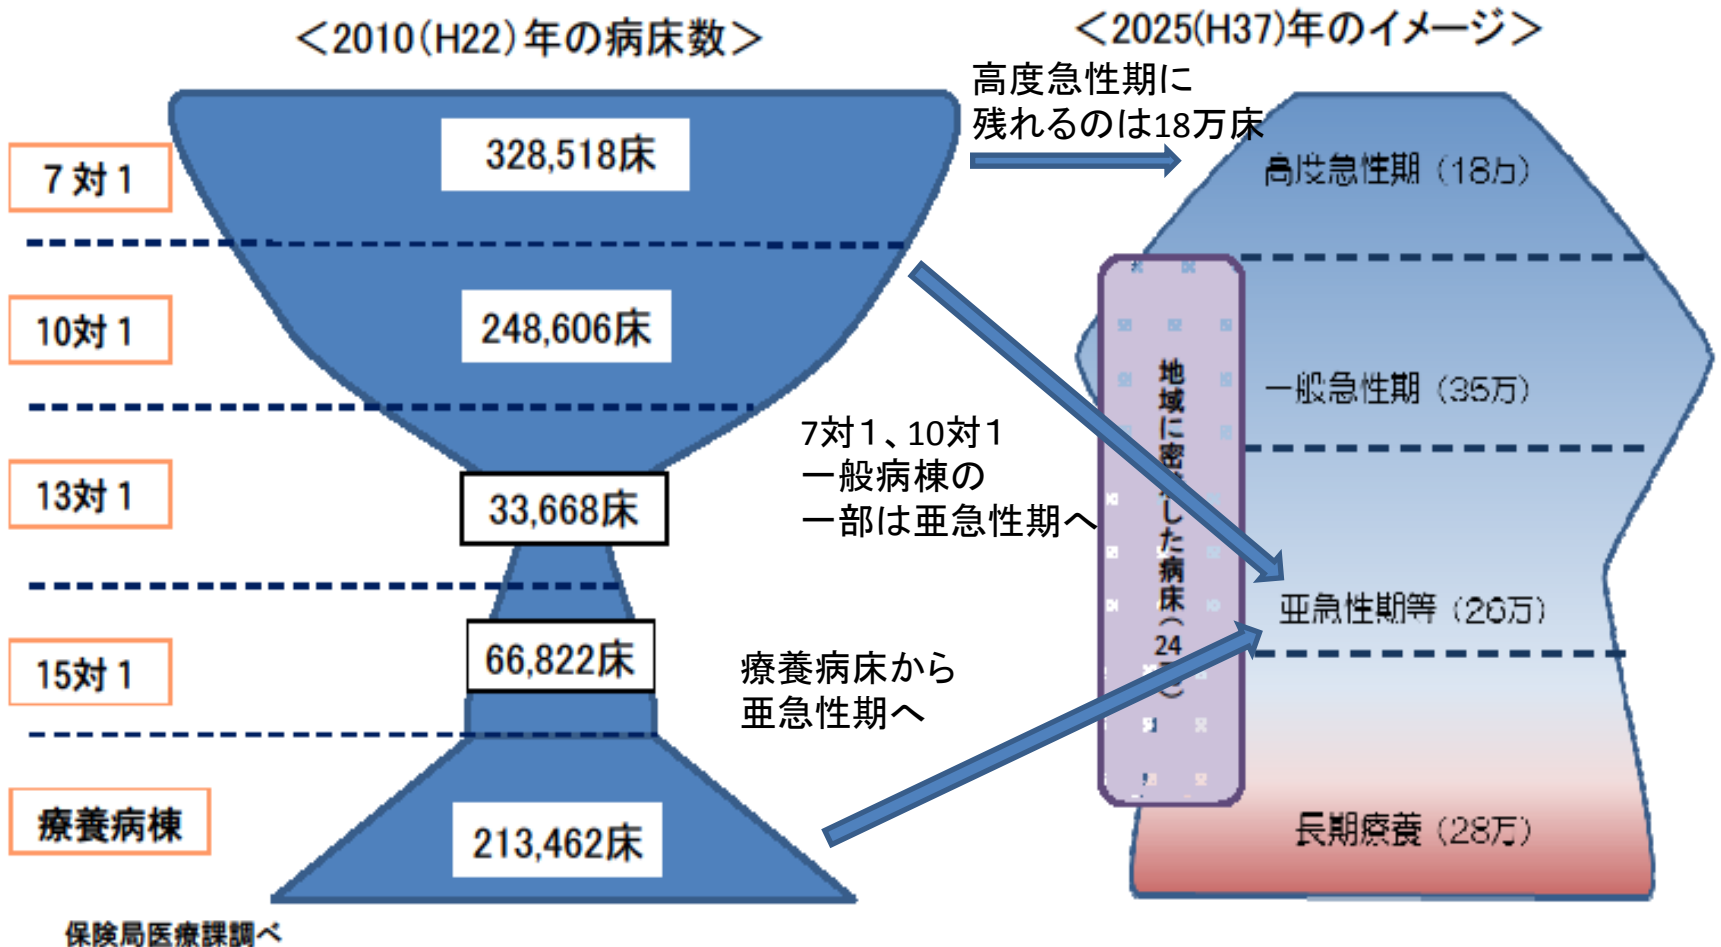 ＜2010(H22)年の病床数＞
＜2025(H37)年のイメージ＞
高度急性期に
残れるのは18万床
7対1
328,518床
高度急性期（18万）
10対1
248,606床
一般急性期（35万）
7対１、10対１
一般病棟の
一部は亜急性期へ
13対1
33,668床
地域に密した病床（24
亜急性期等（26万）
15対1
66,822床
療養病床から
亜急性期へ
療養病棟
213,462床
長期療養（28万）
保険局医療課調べ